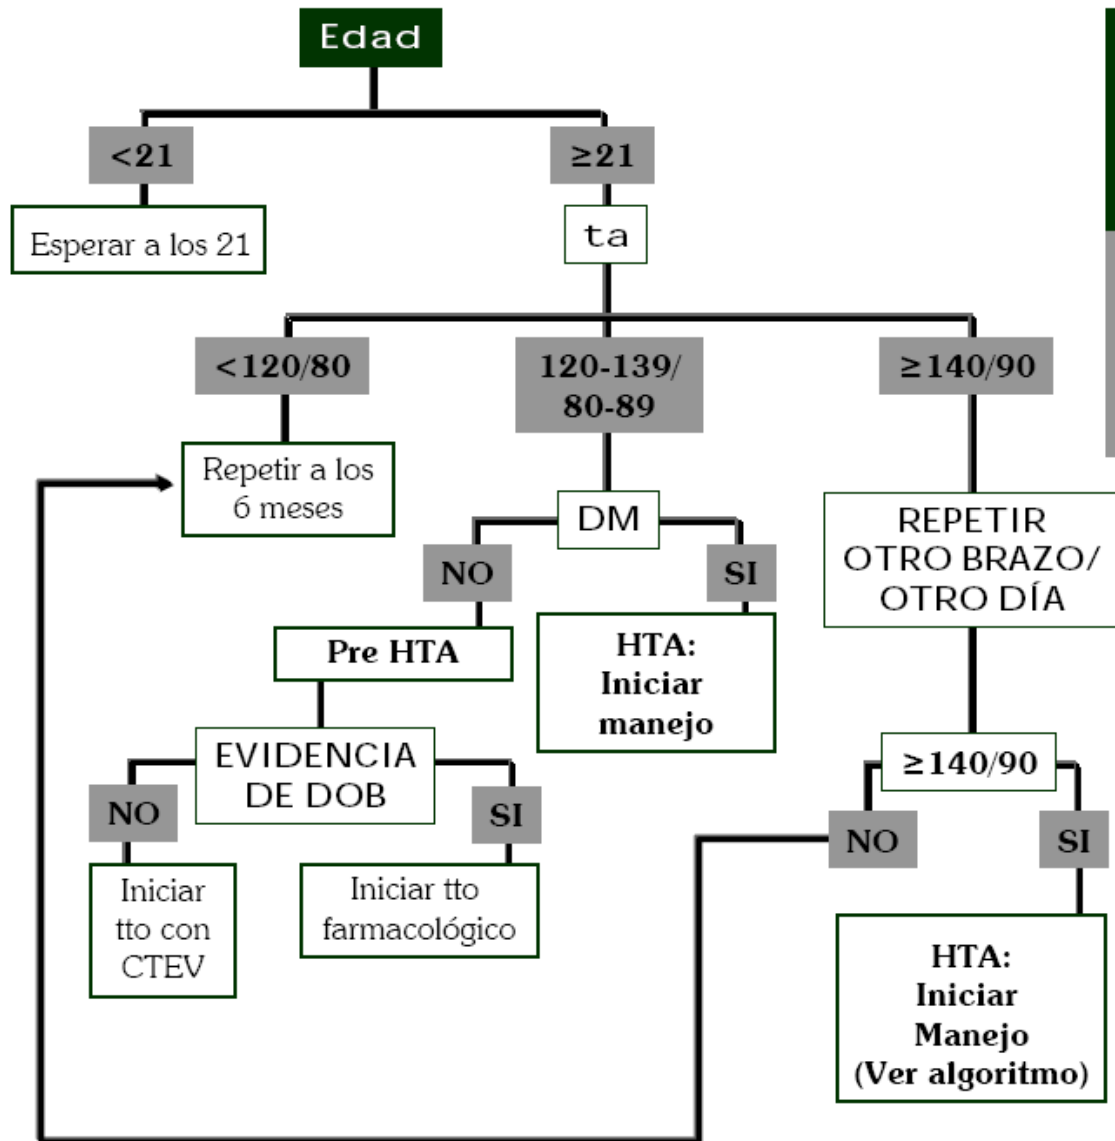 Edad
<21
≥21
Esperar a los 21
ta
<120/80
120-139/
80-89
≥140/90
Repetir a los
6 meses
DM
REPETIR
OTRO BRAZO/
OTRO DÍA
NO
SI
Pre HTA
HTA:
Iniciar
manejo
EVIDENCIA
DE DOB
≥140/90
NO
SI
NO
SI
Iniciar
tto con
CTEV
Iniciar tto
farmacológico
HTA:
Iniciar
Manejo
(Ver algoritmo)